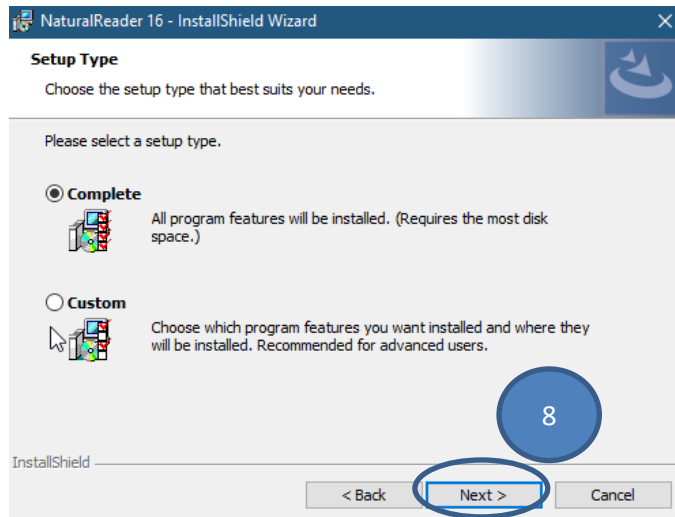 NaturalReader 16 - InstallShield Wizard
Setup Type
Choose the setup type that best suits your needs.
Please select a setup type.
Complete
All program features will be installed. (Requires the most disk
space.)
Custom
Choose which program features you want installed and where they
will be installed. Recommended for advanced users.
8
InstallShield
< Back
Next >
Cancel